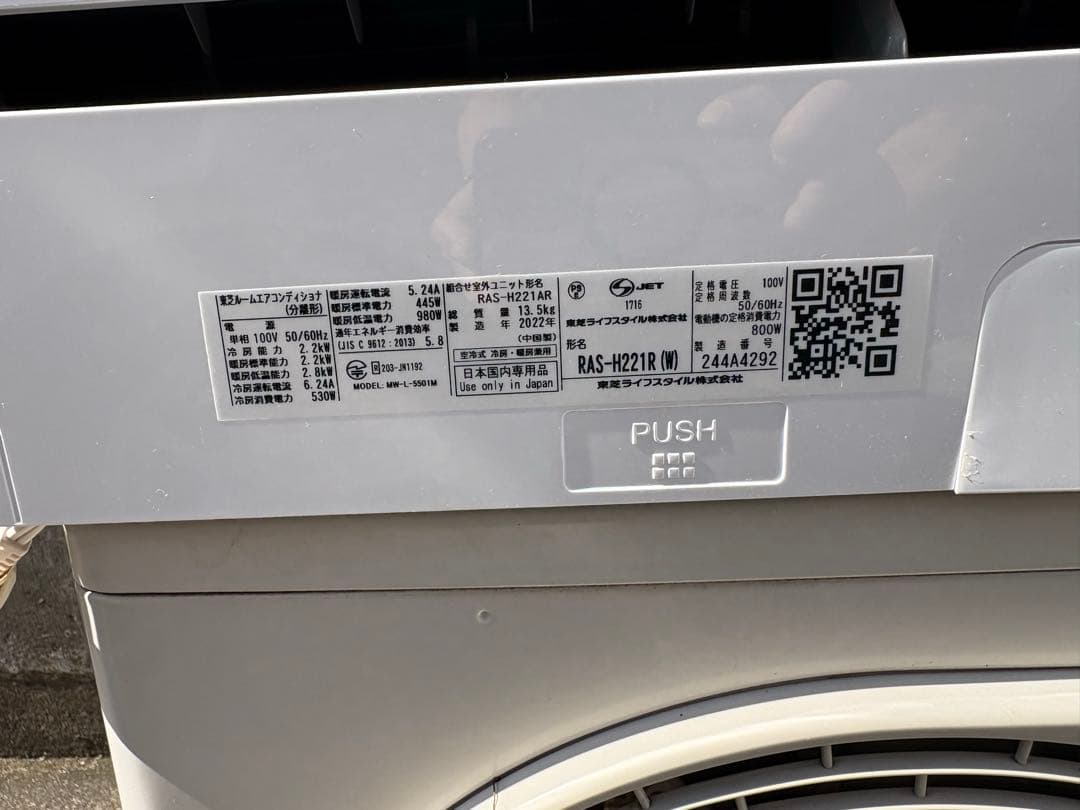 東芝ルームエアコンディショナ
(分離形)
電源
単相100V 50/60Hz
冷房能力 2.2kW
暖房標準能力 2.2kW
暖房低温能力 2.8kW
冷房運転電流 6.24A
冷房消費電力 530W
暖房運転電流 5.24A
暖房標準電力 445W
暖房低温電力 980W
通年エネルギー消費効率
(JIS C 9612:2013) 5.8
R 203-JN1192
MODEL: MW-L-5501M
組合せ室外ユニット形名
RAS-H221AR
総質量 13.5kg
製造年 2022年
(中国製)
空冷式 冷房・暖房兼用
日本国内専用品
Use only in Japan
PS
E
JET
1716
東芝ライフスタイル株式会社
形名
RAS-H221R(W)
東芝ライフスタイル株式会社
定格電圧 100V
定格周波数
50/60Hz
電動機の定格消費電力
800W
製造番号
244A4292
PUSH